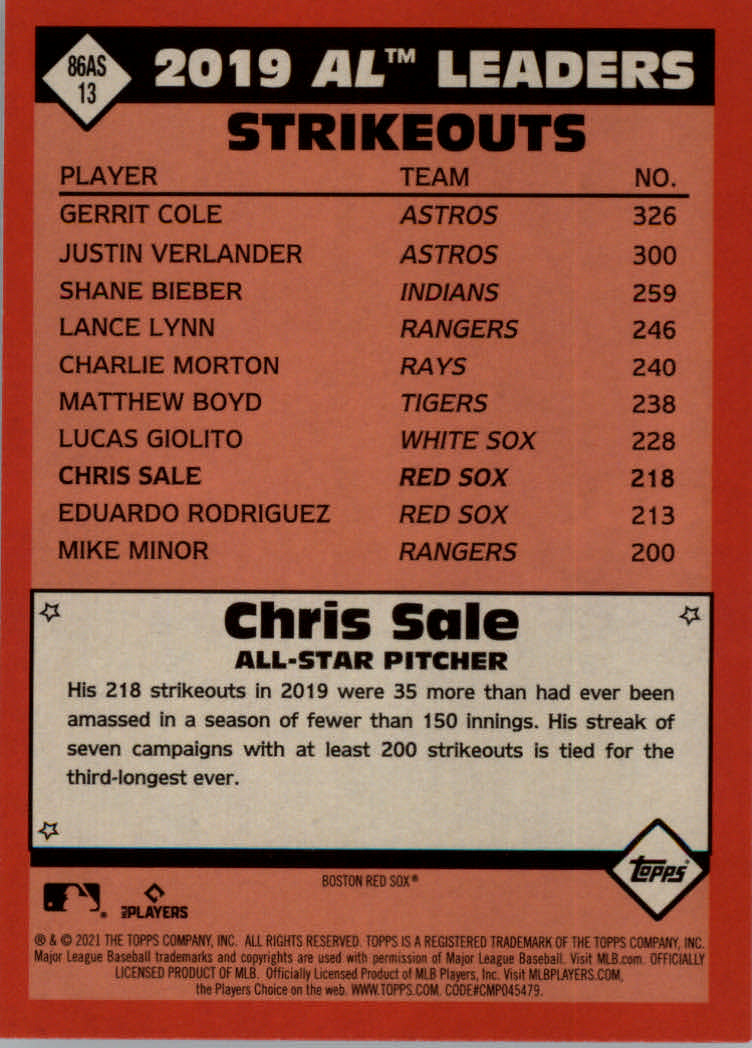 86AS
13
2019 AL™ LEADERS
STRIKEOUTS
PLAYER TEAM NO.
GERRIT COLE ASTROS 326
JUSTIN VERLANDER ASTROS 300
SHANE BIEBER INDIANS 259
LANCE LYNN RANGERS 246
CHARLIE MORTON RAYS 240
MATTHEW BOYD TIGERS 238
LUCAS GIOLITO WHITE SOX 228
CHRIS SALE RED SOX 218
EDUARDO RODRIGUEZ RED SOX 213
MIKE MINOR RANGERS 200
Chris Sale
ALL-STAR PITCHER
His 218 strikeouts in 2019 were 35 more than had ever been
amassed in a season of fewer than 150 innings. His streak of
seven campaigns with at least 200 strikeouts is tied for the
third-longest ever.
Topps®
BOSTON RED SOX®
MLB PLAYERS
® & © 2021 THE TOPPS COMPANY, INC. ALL RIGHTS RESERVED. TOPPS IS A REGISTERED TRADEMARK OF THE TOPPS COMPANY, INC.
Major League Baseball trademarks and copyrights are used with permission of Major League Baseball. Visit MLB.com. OFFICIALLY
LICENSED PRODUCT OF MLB. Officially Licensed Product of MLB Players, Inc. Visit MLBPLAYERS.COM,
the Players Choice on the web. WWW.TOPPS.COM. CODE#CMP045479.